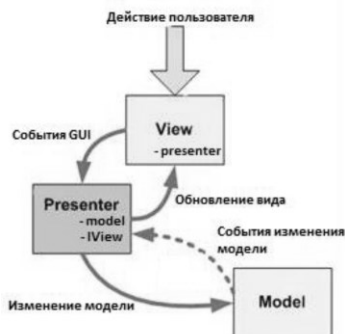 Действие пользователя
View
- presenter
События GUI
Presenter
- model
- IView
Обновление вида
События изменения
модели
Изменение модели
Model